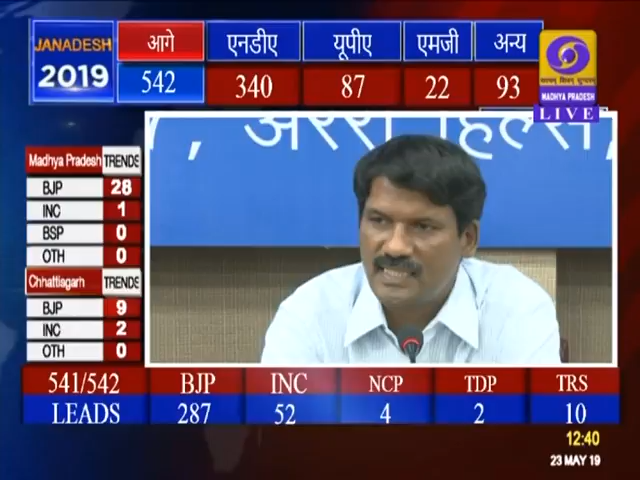 JANADESH
2019
आगे एनडीए यूपीए एमजी अन्य
542 340 87 22 93
MADHYA PRADESH
LIVE
Madhya Pradesh TRENDS
BJP 28
INC 1
BSP 0
OTH 0
Chhattisgarh TRENDS
BJP 9
INC 2
OTH 0
541/542 BJP INC NCP TDP TRS
LEADS 287 52 4 2 10
12:40
23 MAY 19